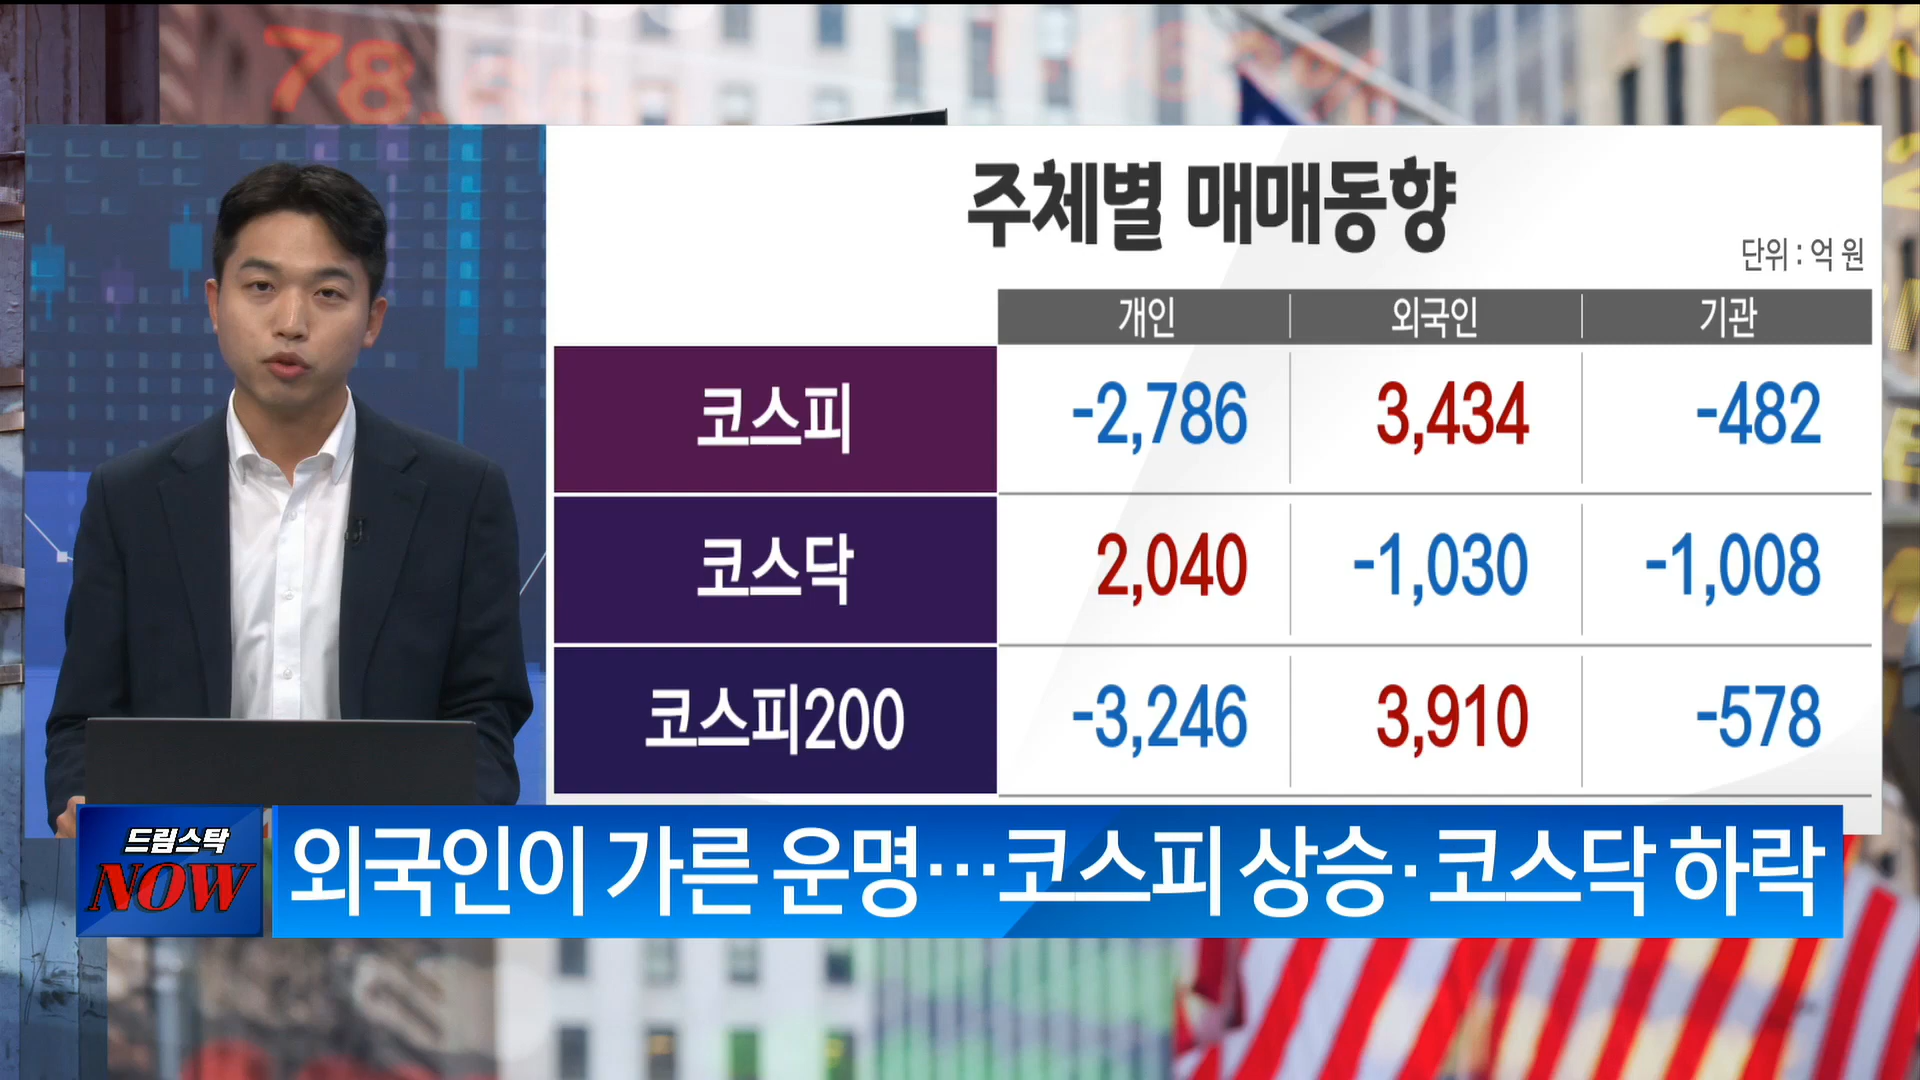 주체별 매매동향
단위 : 억 원
개인 외국인 기관
코스피 -2,786 3,434 -482
코스닥 2,040 -1,030 -1,008
코스피200 -3,246 3,910 -578
드림스탁
NOW
외국인이 가른 운명…코스피 상승·코스닥 하락